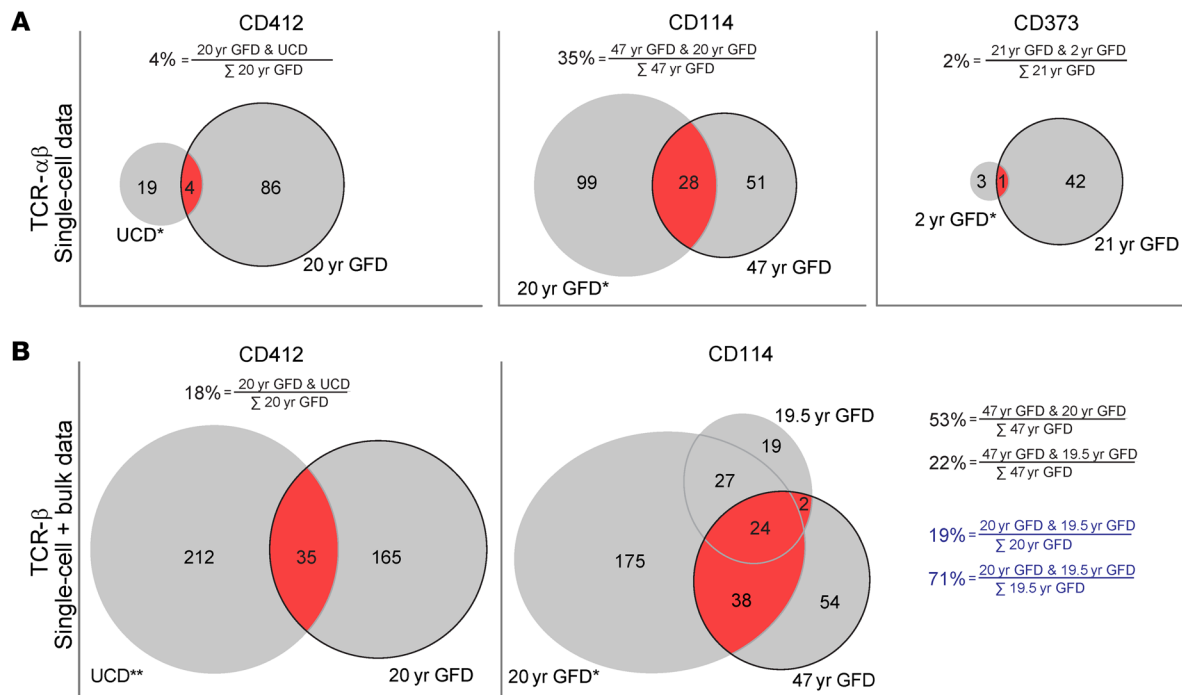 A
CD412
4% = 20 yr GFD & UCD
∑ 20 yr GFD
19
4
86
UCD*
20 yr GFD
CD114
35% = 47 yr GFD & 20 yr GFD
∑ 47 yr GFD
99
28
51
20 yr GFD*
47 yr GFD
CD373
2% = 21 yr GFD & 2 yr GFD
∑ 21 yr GFD
3
1
42
2 yr GFD*
21 yr GFD
TCR-αβ
Single-cell data
B
CD412
18% = 20 yr GFD & UCD
∑ 20 yr GFD
212
35
165
UCD**
20 yr GFD
CD114
19.5 yr GFD
19
27
2
24
175
38
54
20 yr GFD*
47 yr GFD
53% = 47 yr GFD & 20 yr GFD
∑ 47 yr GFD
22% = 47 yr GFD & 19.5 yr GFD
∑ 47 yr GFD
19% = 20 yr GFD & 19.5 yr GFD
∑ 20 yr GFD
71% = 20 yr GFD & 19.5 yr GFD
∑ 19.5 yr GFD
TCR-β
Single-cell + bulk data